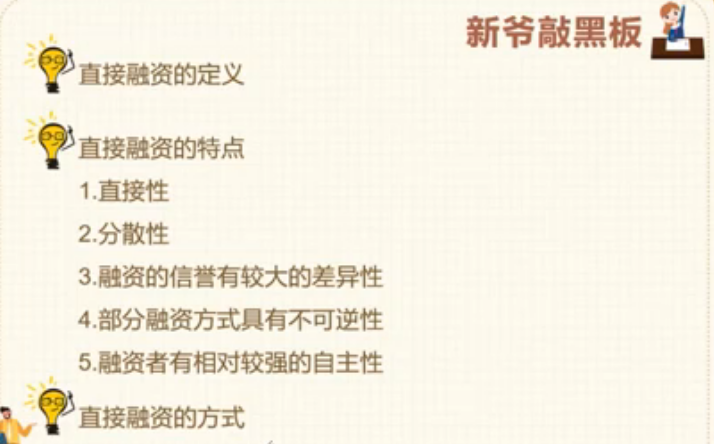 新爷敲黑板
直接融资的定义
直接融资的特点
1.直接性
2.分散性
3.融资的信誉有较大的差异性
4.部分融资方式具有不可逆性
5.融资者有相对较强的自主性
直接融资的方式